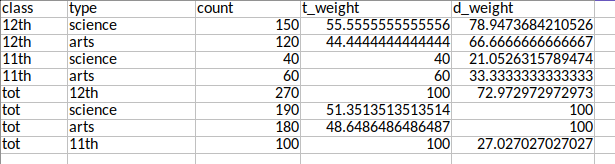 class type count t_weight d_weight
12th science 150 55.5555555555556 78.9473684210526
12th arts 120 44.4444444444444 66.6666666666667
11th science 40 40 21.0526315789474
11th arts 60 60 33.3333333333333
tot 12th 270 100 72.972972972973
tot science 190 51.3513513513514 100
tot arts 180 48.6486486486487 100
tot 11th 100 100 27.027027027027